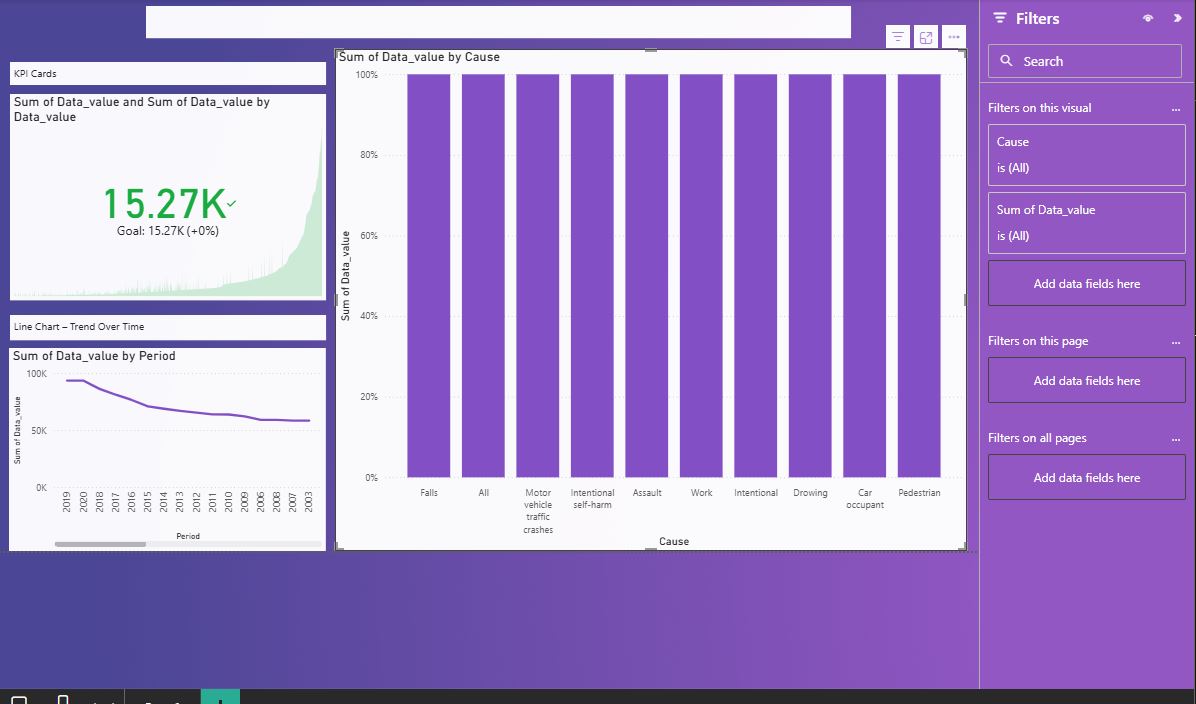 Filters
Search
KPI Cards
Sum of Data_value and Sum of Data_value by
Data_value
15.27K
Goal: 15.27K (+0%)
Line Chart – Trend Over Time
Sum of Data_value by Period
100K
50K
0K
Sum of Data_value
2019
2020
2018
2017
2016
2015
2014
2013
2012
2011
2010
2009
2006
2008
2007
2003
Period
Sum of Data_value by Cause
100%
80%
60%
40%
20%
0%
Sum of Data_value
Falls
All
Motor
vehicle
traffic
crashes
Intentional
self-harm
Assault
Work
Intentional
Drowing
Car
occupant
Pedestrian
Cause
Filters on this visual
...
Cause
is (All)
Sum of Data_value
is (All)
Add data fields here
Filters on this page
...
Add data fields here
Filters on all pages
...
Add data fields here